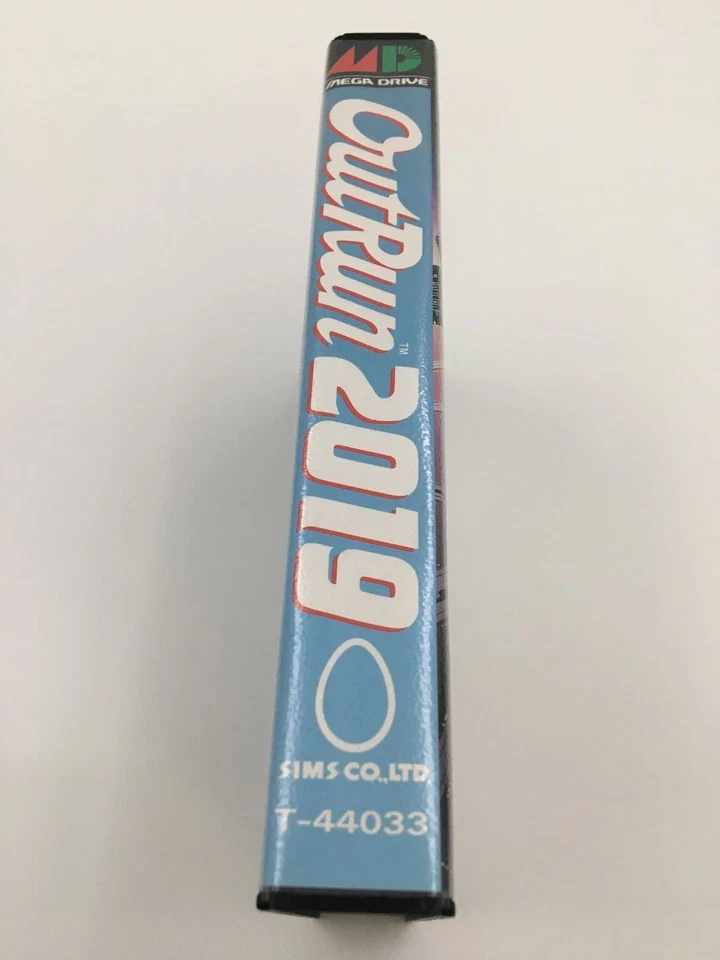 MD
MEGA DRIVE
OutRun 2019 ™
SIMS CO.,LTD.
T-44033